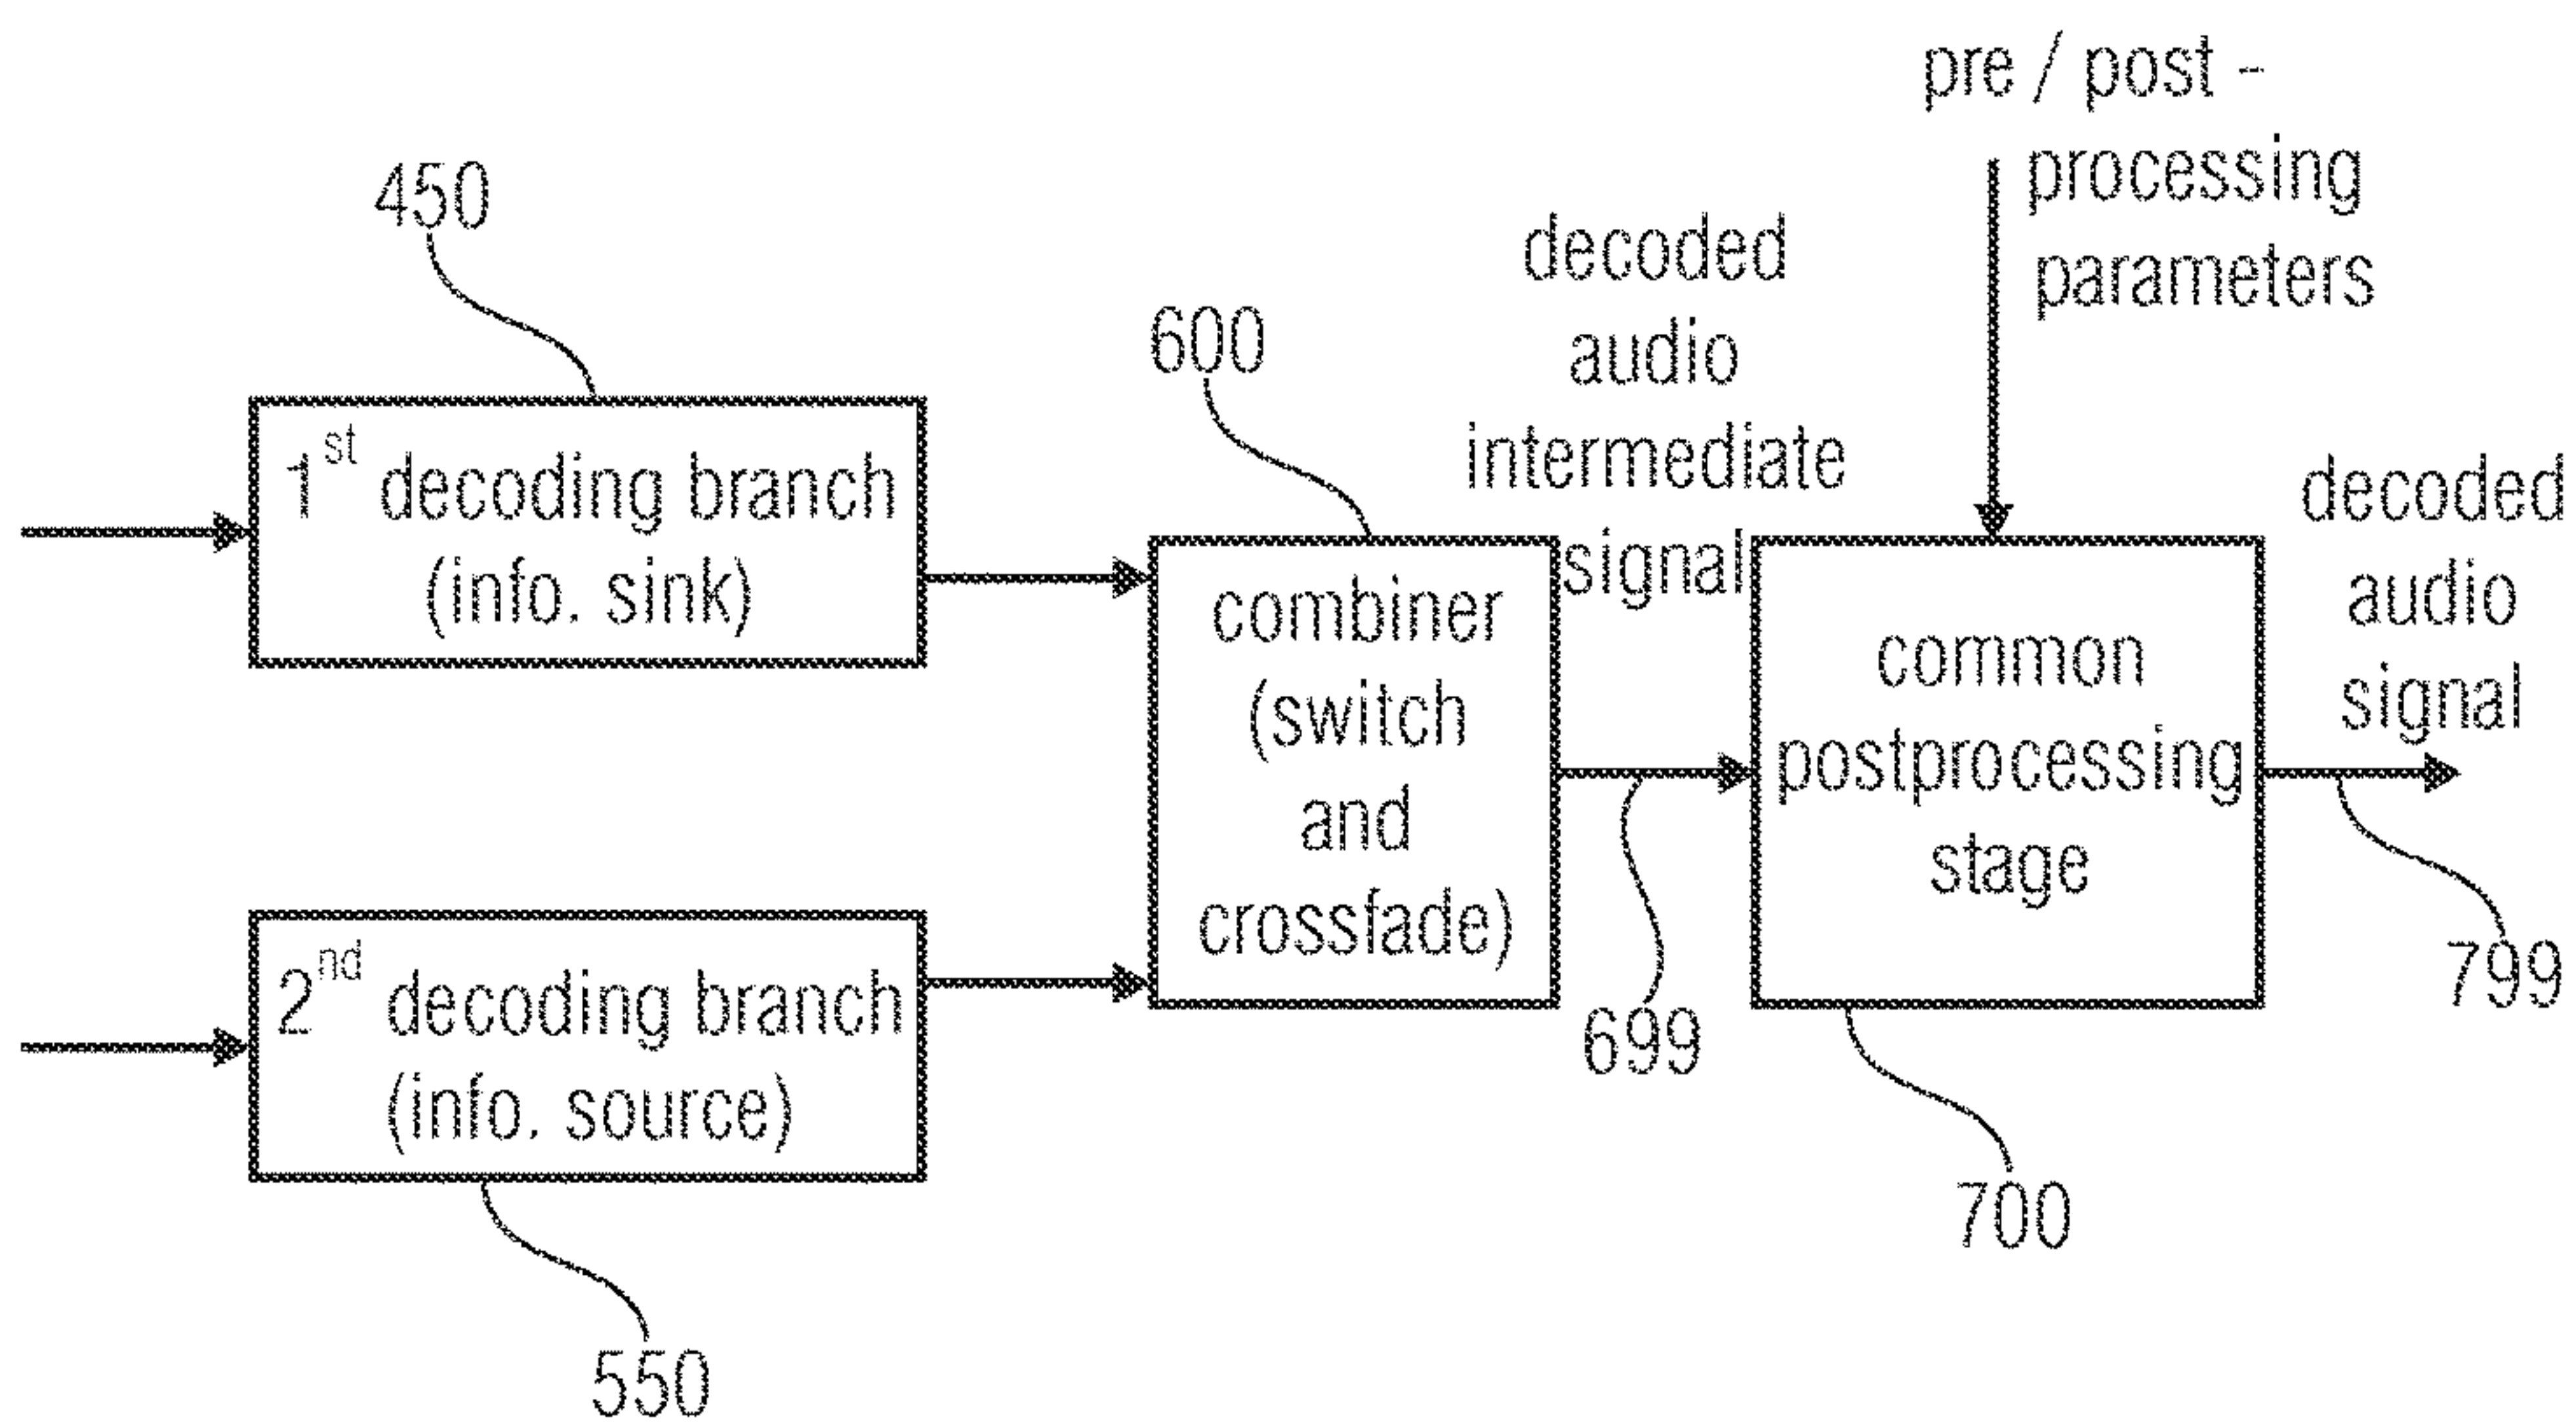 pre / post -
processing
parameters
450
decoded
audio
intermediate
signal
600
decoded
audio
signal
1st decoding branch
(info. sink)
combiner
(switch
and
crossfade)
common
postprocessing
stage
2nd decoding branch
(info. source)
699
799
700
550